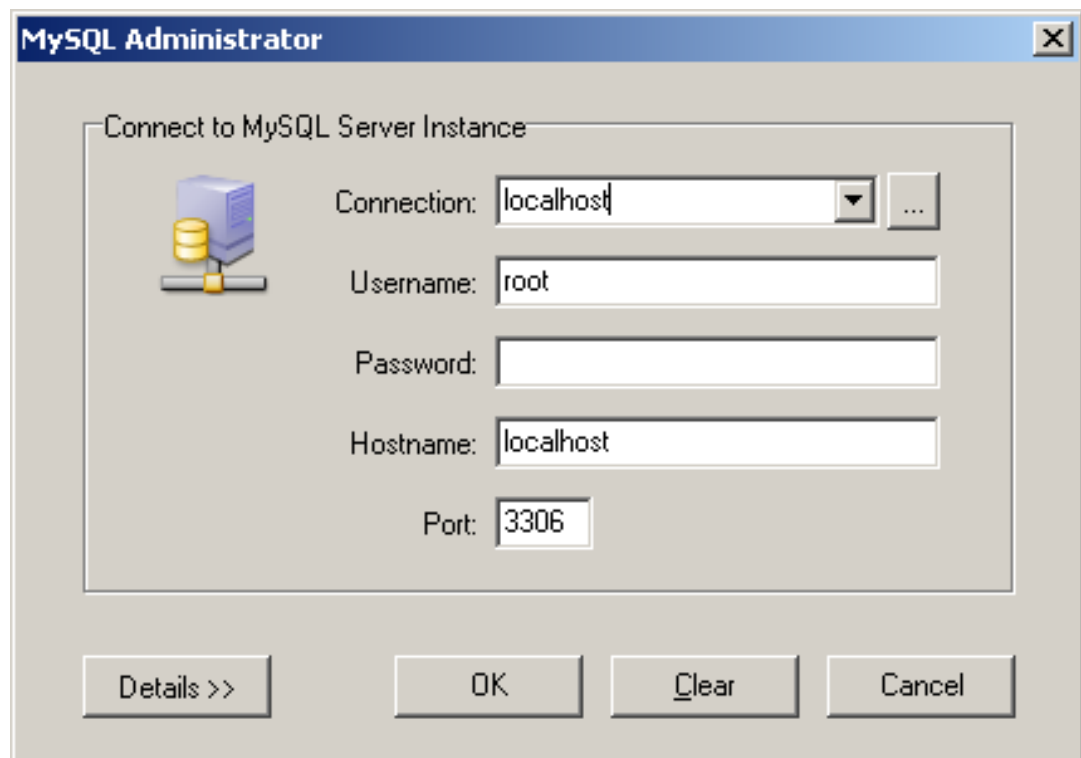 MySQL Administrator
Connect to MySQL Server Instance
Connection: localhost ...
Username: root
Password:
Hostname: localhost
Port: 3306
Details >> OK Clear Cancel